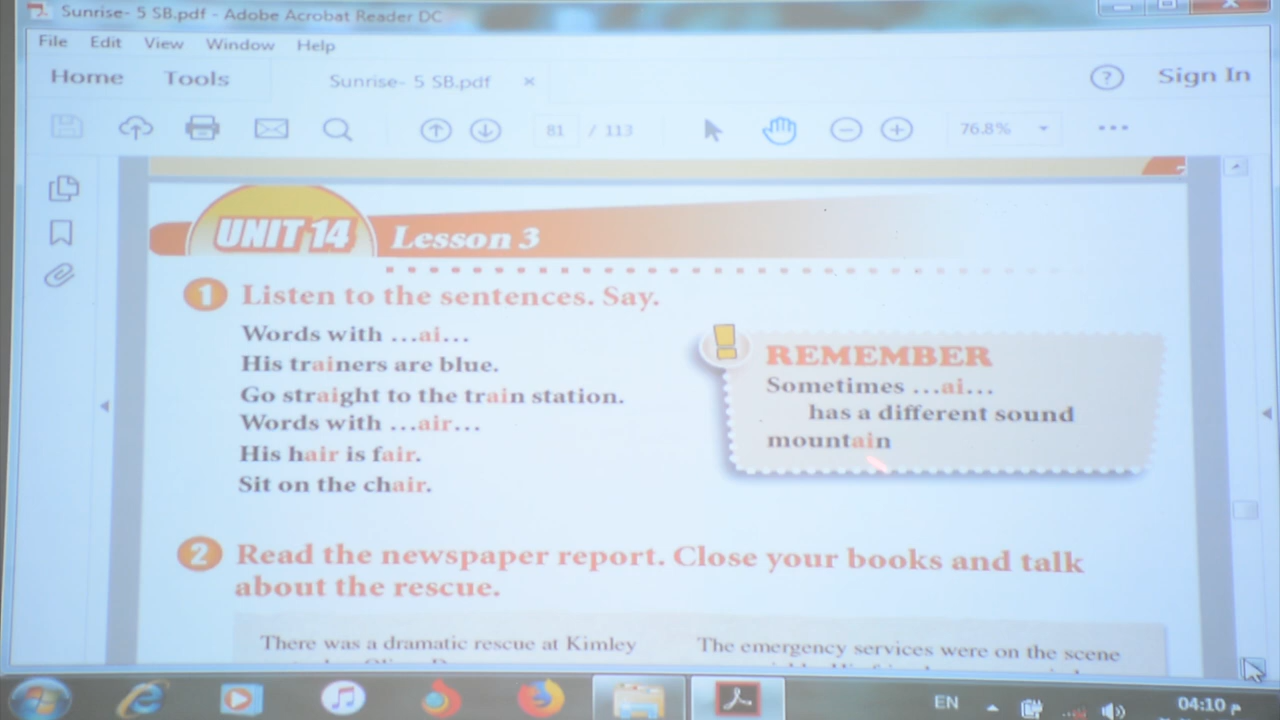 Sunrise- 5 SB.pdf - Adobe Acrobat Reader DC
File Edit View Window Help
Home Tools Sunrise- 5 SB.pdf × ? Sign In
81 / 113 76.8%
UNIT 14 Lesson 3
1 Listen to the sentences. Say.
Words with ...ai...
His trainers are blue.
Go straight to the train station.
Words with ...air...
His hair is fair.
Sit on the chair.
! REMEMBER
Sometimes ...ai...
has a different sound
mountain
2 Read the newspaper report. Close your books and talk
about the rescue.
There was a dramatic rescue at Kimley
The emergency services were on the scene
EN 04:10 م